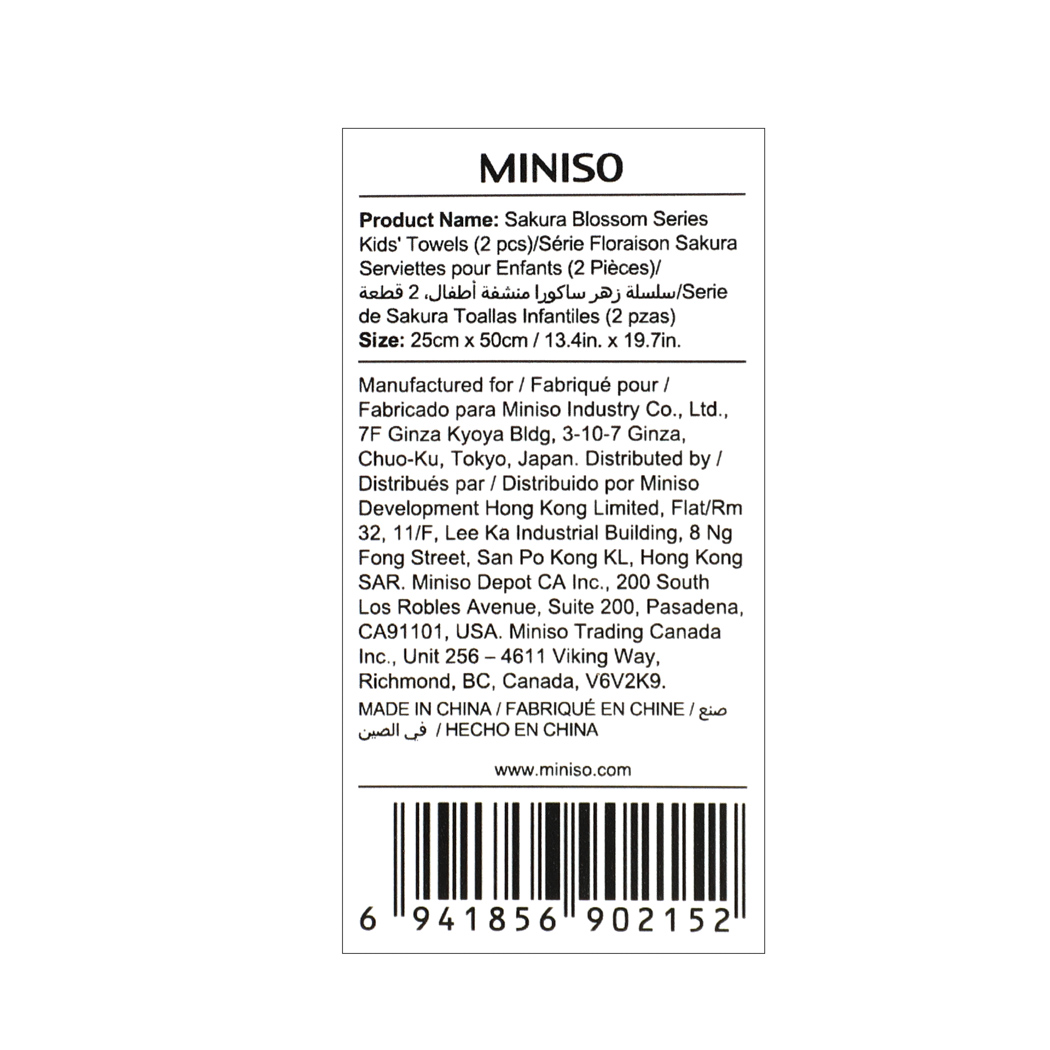 MINISO
Product Name: Sakura Blossom Series
Kids' Towels (2 pcs)/Série Floraison Sakura
Serviettes pour Enfants (2 Pièces)/
سلسلة زهر ساكورا منشفة أطفال، 2 قطعة/Serie
de Sakura Toallas Infantiles (2 pzas)
Size: 25cm x 50cm / 13.4in. x 19.7in.
Manufactured for / Fabriqué pour /
Fabricado para Miniso Industry Co., Ltd.,
7F Ginza Kyoya Bldg, 3-10-7 Ginza,
Chuo-Ku, Tokyo, Japan. Distributed by /
Distribués par / Distribuido por Miniso
Development Hong Kong Limited, Flat/Rm
32, 11/F, Lee Ka Industrial Building, 8 Ng
Fong Street, San Po Kong KL, Hong Kong
SAR. Miniso Depot CA Inc., 200 South
Los Robles Avenue, Suite 200, Pasadena,
CA91101, USA. Miniso Trading Canada
Inc., Unit 256 – 4611 Viking Way,
Richmond, BC, Canada, V6V2K9.
MADE IN CHINA / FABRIQUÉ EN CHINE / صنع
في الصين / HECHO EN CHINA
www.miniso.com
6 941856 902152